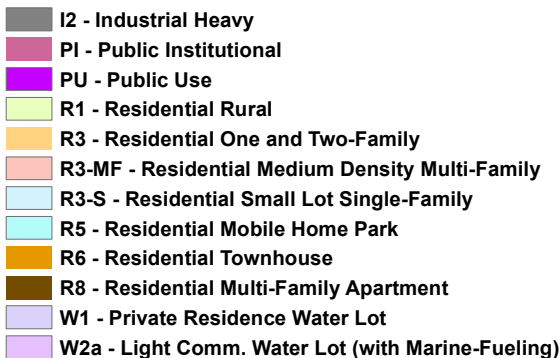 I2 - Industrial Heavy
PI - Public Institutional
PU - Public Use
R1 - Residential Rural
R3 - Residential One and Two-Family
R3-MF - Residential Medium Density Multi-Family
R3-S - Residential Small Lot Single-Family
R5 - Residential Mobile Home Park
R6 - Residential Townhouse
R8 - Residential Multi-Family Apartment
W1 - Private Residence Water Lot
W2a - Light Comm. Water Lot (with Marine-Fueling)